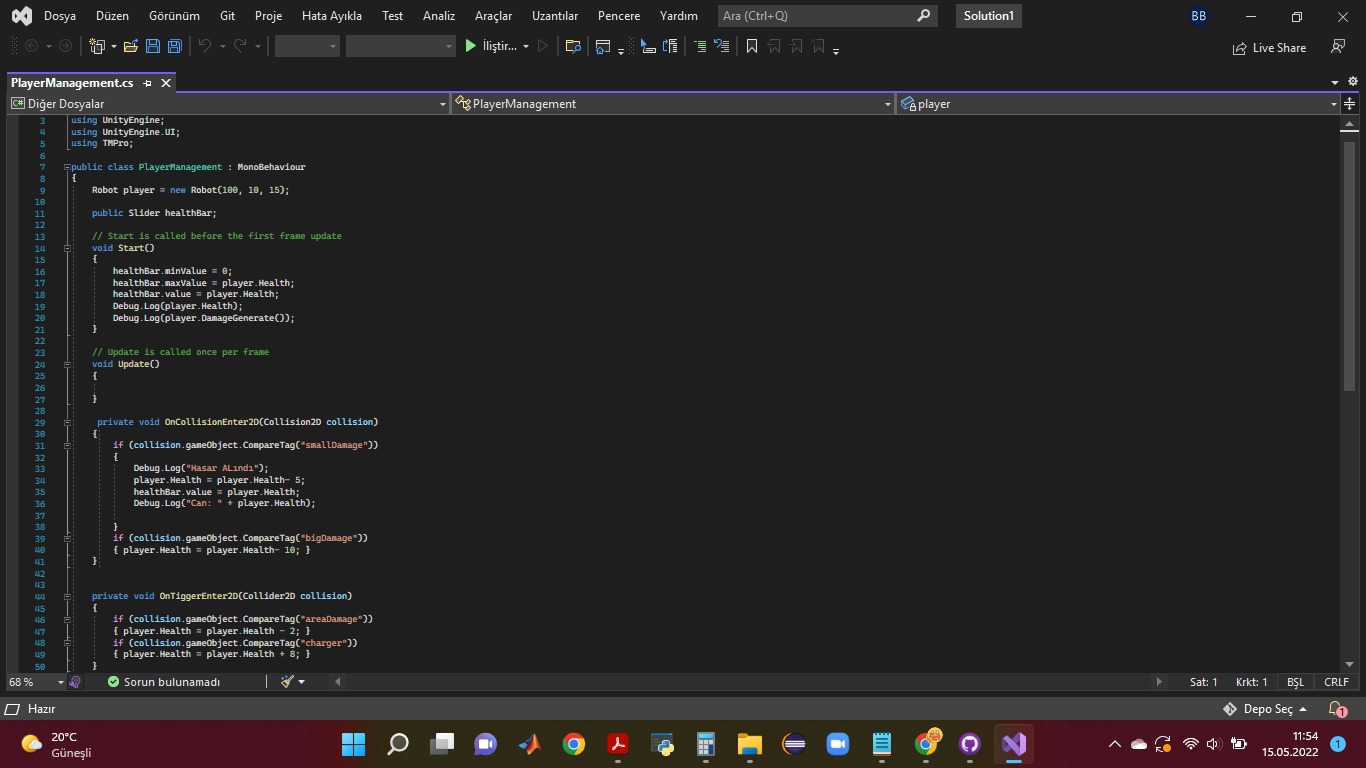 Dosya Düzen Görünüm Git Proje Hata Ayıkla Test Analiz Araçlar Uzantılar Pencere Yardım Ara (Ctrl+Q) Solution1 BB
İliştir... Live Share
PlayerManagement.cs
C# Diğer Dosyalar PlayerManagement player
3 using UnityEngine;
4 using UnityEngine.UI;
5 using TMPro;
6
7 public class PlayerManagement : MonoBehaviour
8 {
9 Robot player = new Robot(100, 10, 15);
10
11 public Slider healthBar;
12
13 // Start is called before the first frame update
14 void Start()
15 {
16 healthBar.minValue = 0;
17 healthBar.maxValue = player.Health;
18 healthBar.value = player.Health;
19 Debug.Log(player.Health);
20 Debug.Log(player.DamageGenerate());
21 }
22
23 // Update is called once per frame
24 void Update()
25 {
26
27 }
28
29 private void OnCollisionEnter2D(Collision2D collision)
30 {
31 if (collision.gameObject.CompareTag("smallDamage"))
32 {
33 Debug.Log("Hasar ALındı");
34 player.Health = player.Health- 5;
35 healthBar.value = player.Health;
36 Debug.Log("Can: " + player.Health);
37
38 }
39 if (collision.gameObject.CompareTag("bigDamage"))
40 { player.Health = player.Health- 10; }
41 }
42
43
44 private void OnTiggerEnter2D(Collider2D collision)
45 {
46 if (collision.gameObject.CompareTag("areaDamage"))
47 { player.Health = player.Health - 2; }
48 if (collision.gameObject.CompareTag("charger"))
49 { player.Health = player.Health + 8; }
50 }
68 % Sorun bulunamadı Sat: 1 Krkt: 1 BŞL CRLF
Hazır Depo Seç 1
20°C
Güneşli
11:54
15.05.2022
1